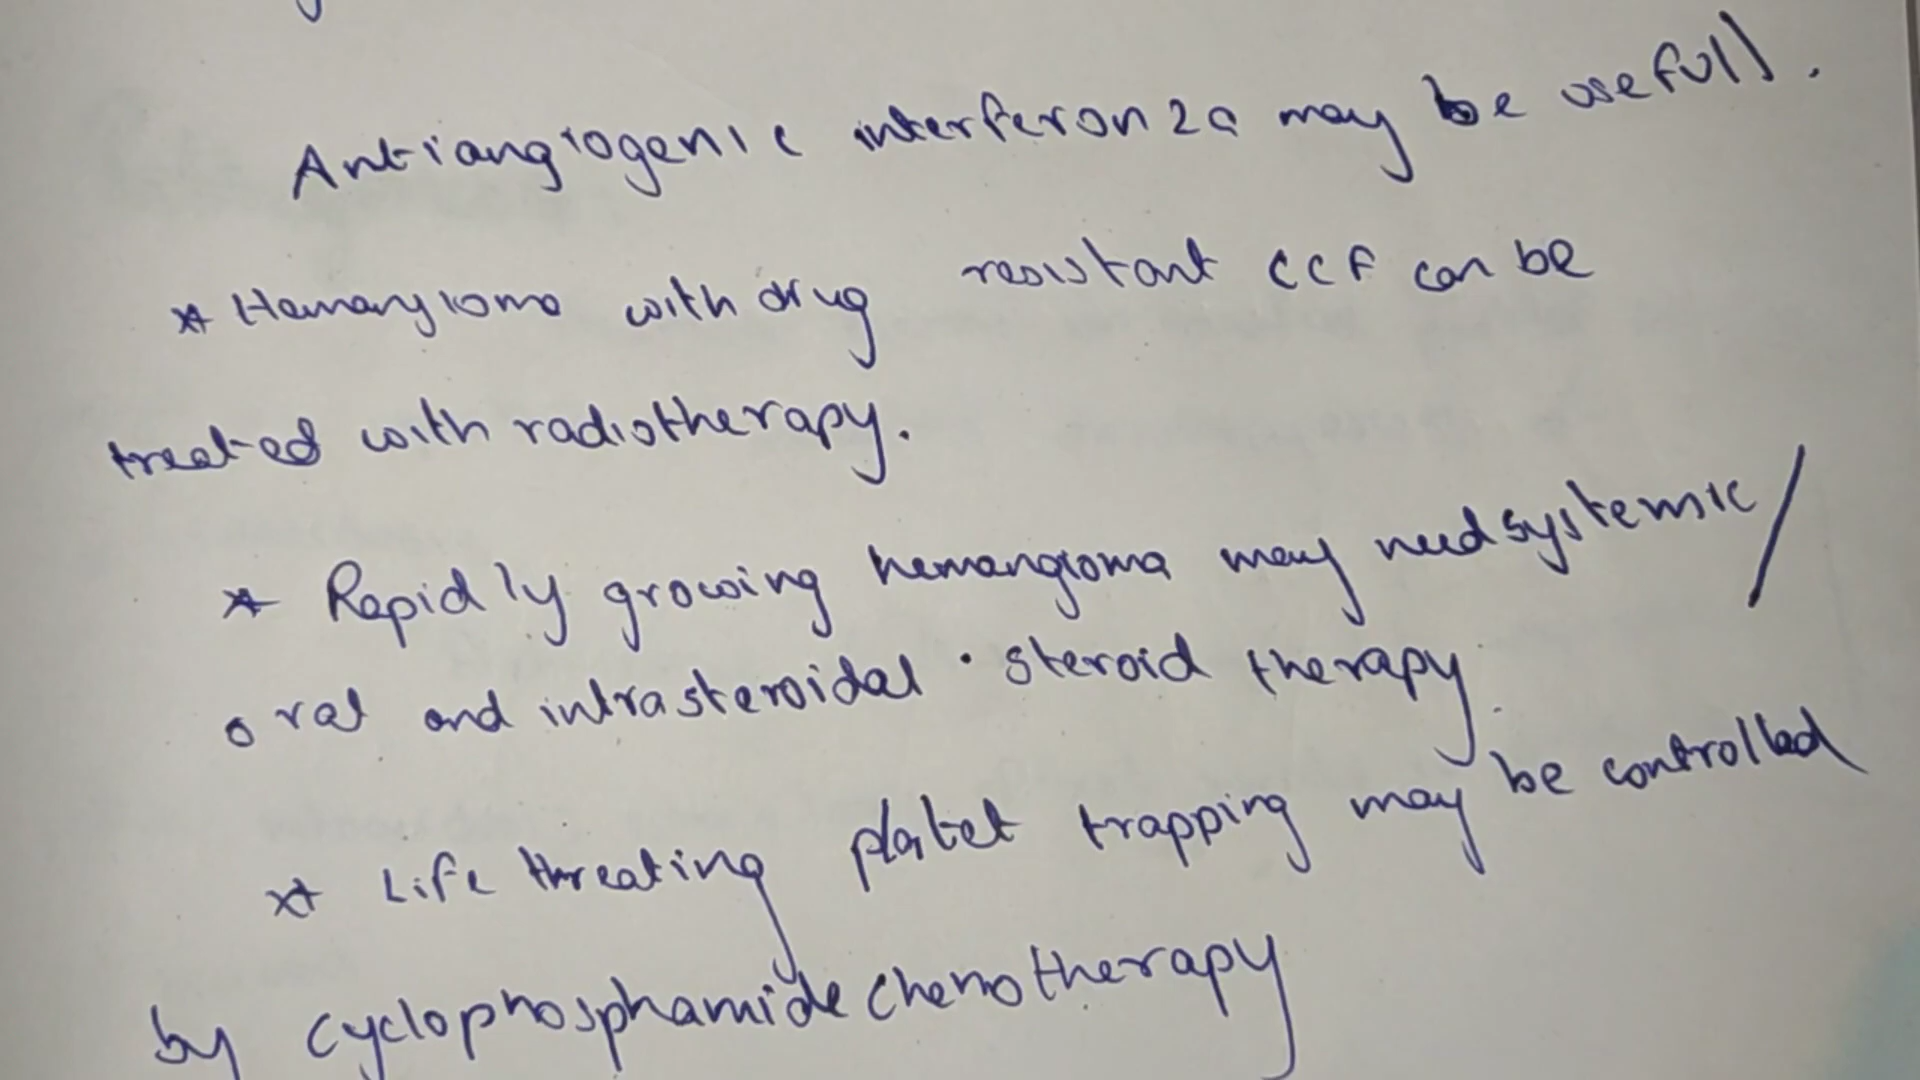 Antiangiogenic interferon 2a may be usefull.
* Hemangioma with drug resistant CCF can be
treated with radiotherapy.
* Rapidly growing hemangioma may need systemic/
oral and intrasteroidal. steroid therapy
* Life threating platet trapping may be controlled
by cyclophosphamide chemotherapy